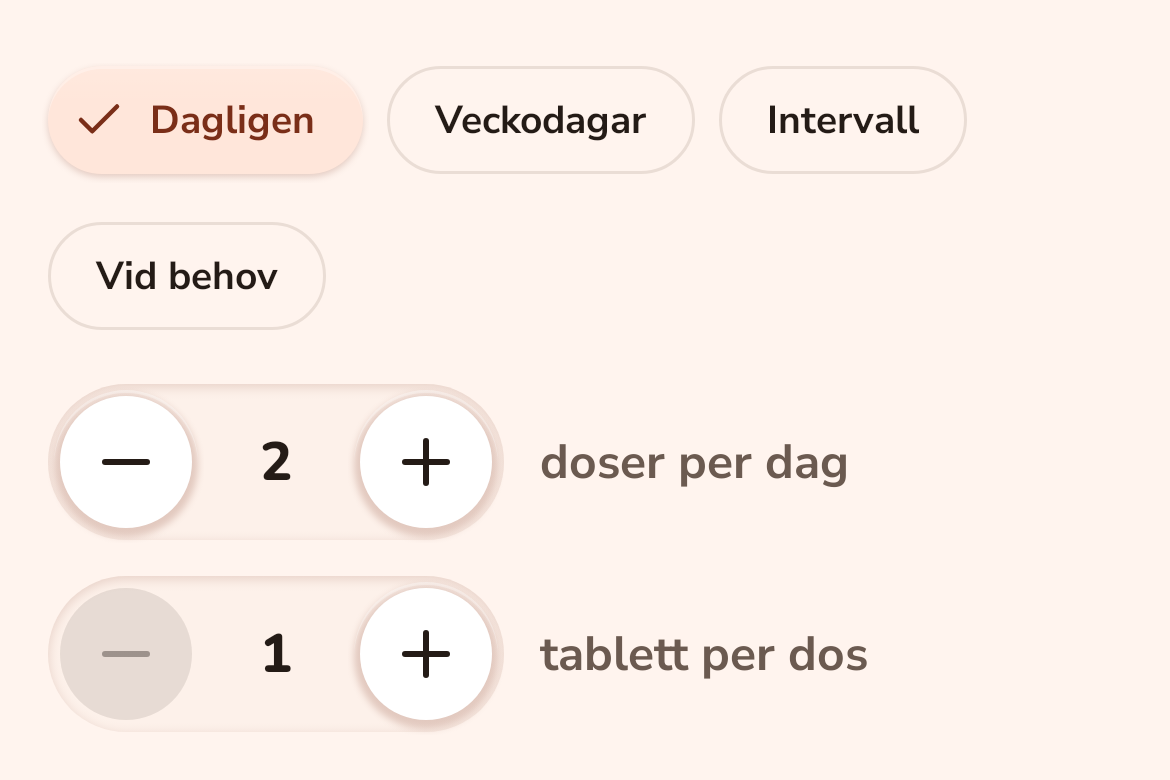 Dagligen Veckodagar Intervall
Vid behov
2 doser per dag
1 tablett per dos